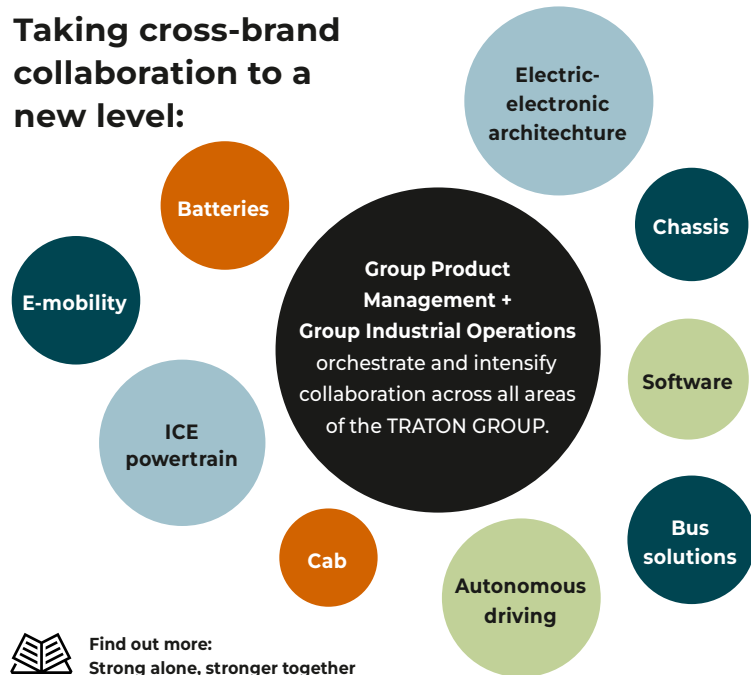 Taking cross-brand
collaboration to a
new level:
Electric-
electronic
architechture
Batteries
Chassis
E-mobility
Group Product
Management +
Group Industrial Operations
orchestrate and intensify
collaboration across all areas
of the TRATON GROUP.
Software
ICE
powertrain
Bus
solutions
Cab
Autonomous
driving
Find out more:
Strong alone, stronger together